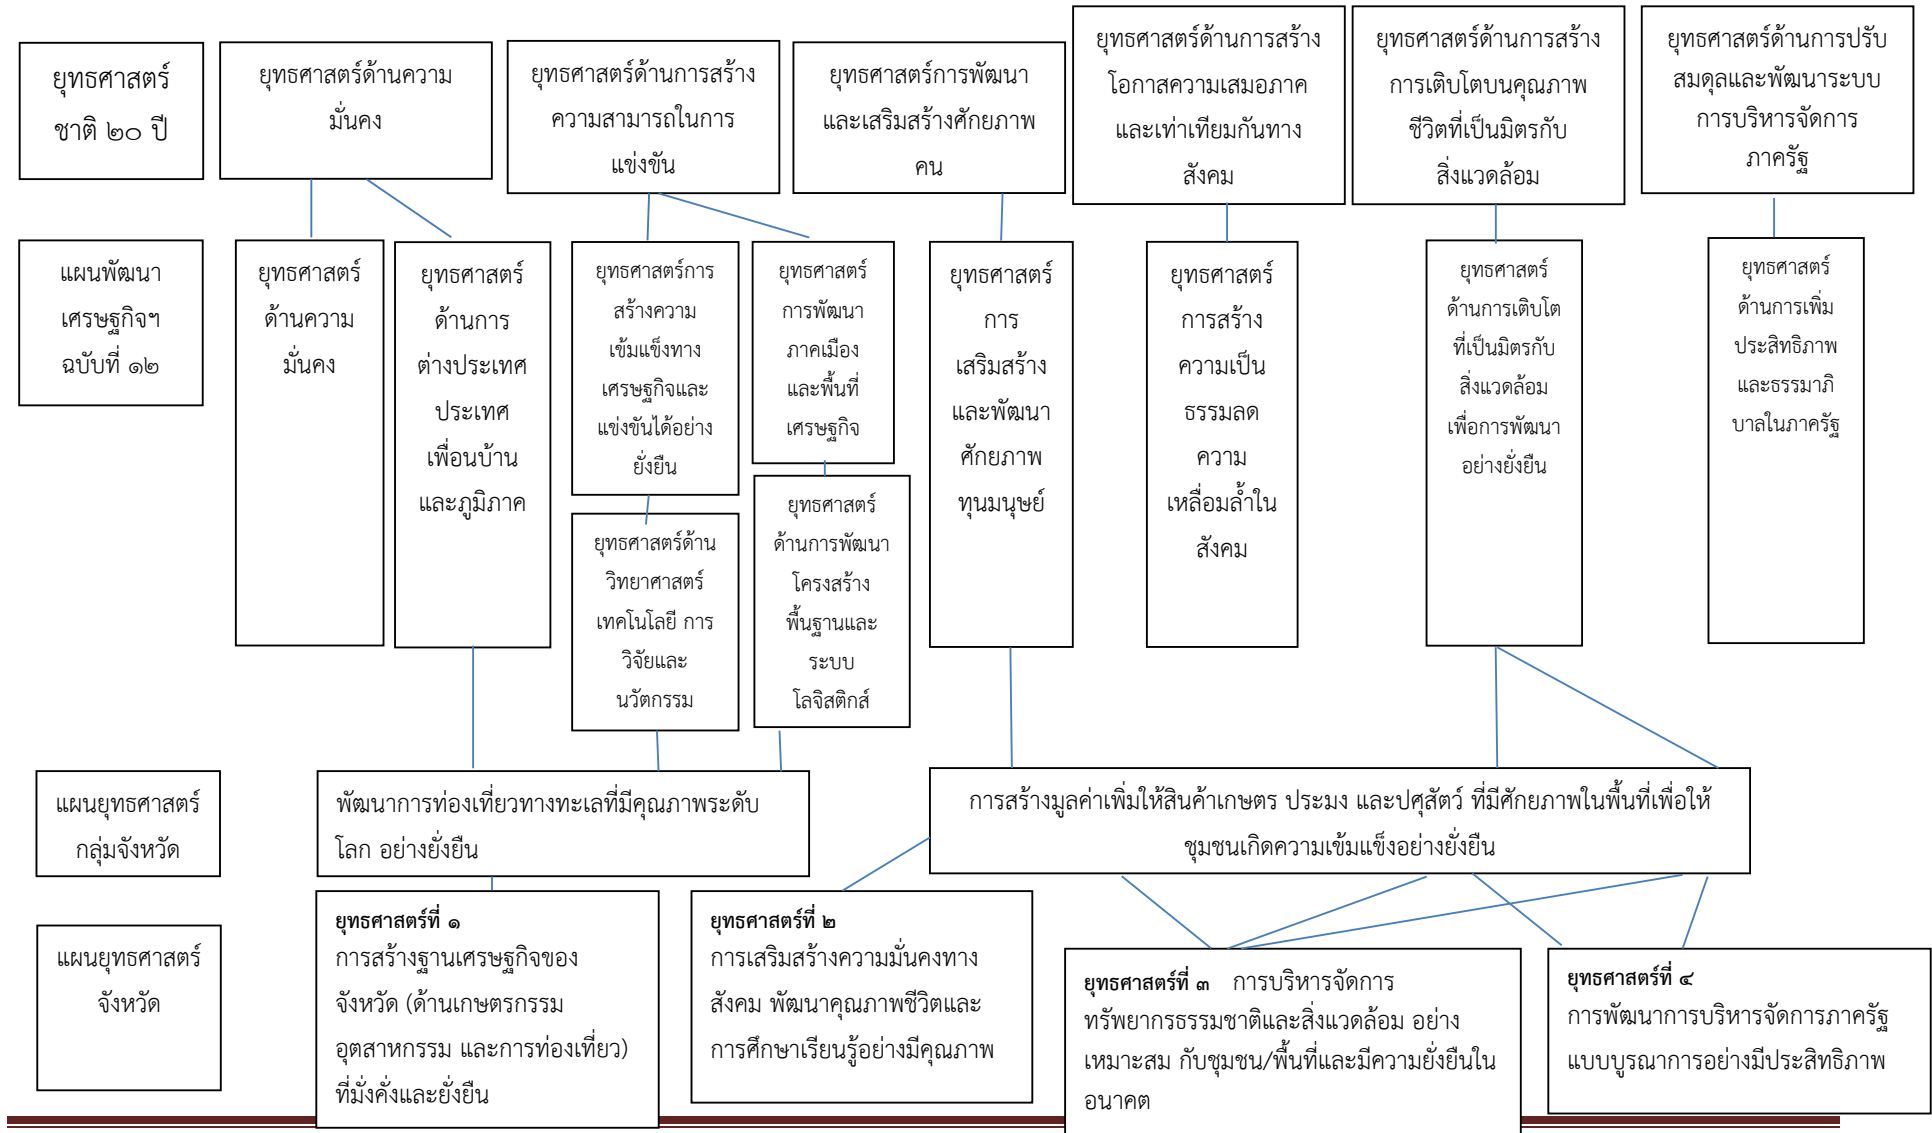 ยุทธศาสตร์
ชาติ ๒๐ ปี
ยุทธศาสตร์ด้านความ
มั่นคง
ยุทธศาสตร์ด้านการสร้าง
ความสามารถในการ
แข่งขัน
ยุทธศาสตร์การพัฒนา
และเสริมสร้างศักยภาพ
คน
ยุทธศาสตร์ด้านการสร้าง
โอกาสความเสมอภาค
และเท่าเทียมกันทาง
สังคม
ยุทธศาสตร์ด้านการสร้าง
การเติบโตบนคุณภาพ
ชีวิตที่เป็นมิตรกับ
สิ่งแวดล้อม
ยุทธศาสตร์ด้านการปรับ
สมดุลและพัฒนาระบบ
การบริหารจัดการ
ภาครัฐ
แผนพัฒนา
เศรษฐกิจฯ
ฉบับที่ ๑๒
ยุทธศาสตร์
ด้านความ
มั่นคง
ยุทธศาสตร์
ด้านการ
ต่างประเทศ
ประเทศ
เพื่อนบ้าน
และภูมิภาค
ยุทธศาสตร์การ
สร้างความ
เข้มแข็งทาง
เศรษฐกิจและ
แข่งขันได้อย่าง
ยั่งยืน
ยุทธศาสตร์
การพัฒนา
ภาคเมือง
และพื้นที่
เศรษฐกิจ
ยุทธศาสตร์
การ
เสริมสร้าง
และพัฒนา
ศักยภาพ
ทุนมนุษย์
ยุทธศาสตร์
การสร้าง
ความเป็น
ธรรมลด
ความ
เหลื่อมล้ำใน
สังคม
ยุทธศาสตร์
ด้านการเติบโต
ที่เป็นมิตรกับ
สิ่งแวดล้อม
เพื่อการพัฒนา
อย่างยั่งยืน
ยุทธศาสตร์
ด้านการเพิ่ม
ประสิทธิภาพ
และธรรมาภิ
บาลในภาครัฐ
ยุทธศาสตร์ด้าน
วิทยาศาสตร์
เทคโนโลยี การ
วิจัยและ
นวัตกรรม
ยุทธศาสตร์
ด้านการพัฒนา
โครงสร้าง
พื้นฐานและ
ระบบ
โลจิสติกส์
แผนยุทธศาสตร์
กลุ่มจังหวัด
พัฒนาการท่องเที่ยวทางทะเลที่มีคุณภาพระดับ
โลก อย่างยั่งยืน
การสร้างมูลค่าเพิ่มให้สินค้าเกษตร ประมง และปศุสัตว์ ที่มีศักยภาพในพื้นที่เพื่อให้
ชุมชนเกิดความเข้มแข็งอย่างยั่งยืน
แผนยุทธศาสตร์
จังหวัด
ยุทธศาสตร์ที่ ๑
การสร้างฐานเศรษฐกิจของ
จังหวัด (ด้านเกษตรกรรม
อุตสาหกรรม และการท่องเที่ยว)
ที่มั่งคั่งและยั่งยืน
ยุทธศาสตร์ที่ ๒
การเสริมสร้างความมั่นคงทาง
สังคม พัฒนาคุณภาพชีวิตและ
การศึกษาเรียนรู้อย่างมีคุณภาพ
ยุทธศาสตร์ที่ ๓ การบริหารจัดการ
ทรัพยากรธรรมชาติและสิ่งแวดล้อม อย่าง
เหมาะสม กับชุมชน/พื้นที่และมีความยั่งยืนใน
อนาคต
ยุทธศาสตร์ที่ ๔
การพัฒนาการบริหารจัดการภาครัฐ
แบบบูรณาการอย่างมีประสิทธิภาพ